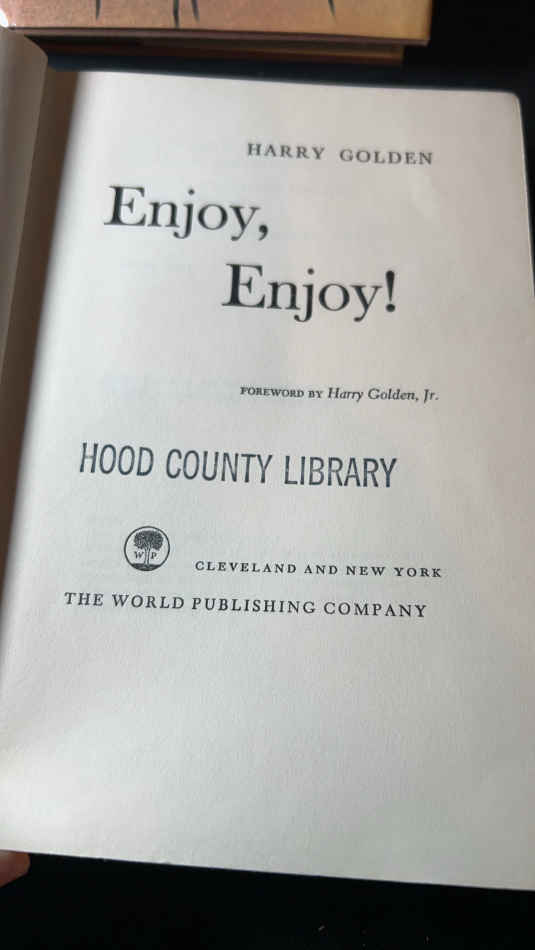 HARRY GOLDEN
Enjoy,
Enjoy!
FOREWORD BY Harry Golden, Jr.
HOOD COUNTY LIBRARY
W P
CLEVELAND AND NEW YORK
THE WORLD PUBLISHING COMPANY